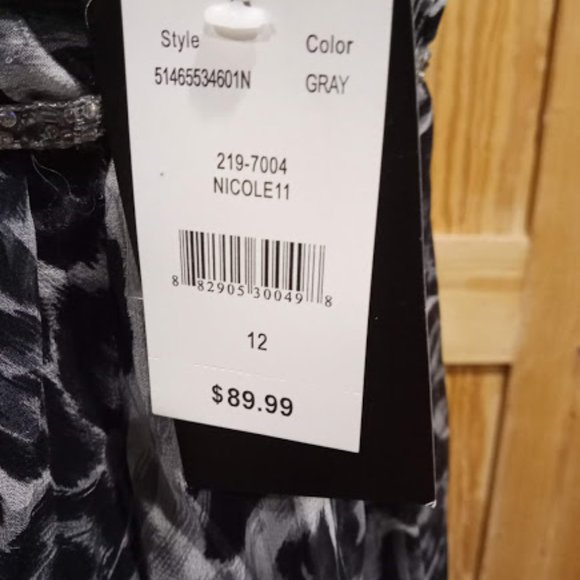 Style Color
51465534601N GRAY
219-7004
NICOLE11
8 82905 30049 8
12
$89.99